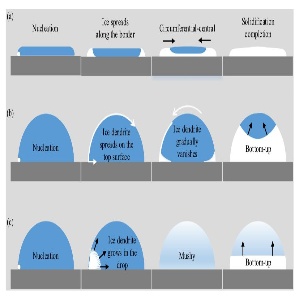 (a)
Nucleation
Ice spreads
along the border
Circumferential-central
Solidification
completion
(b)
Nucleation
Ice dendrite
spreads on the
top surface
Ice dendrite
gradually
vanishes
Bottom-up
(c)
Nucleation
Ice dendrite
grows in the
drop
Mushy
Bottom-up